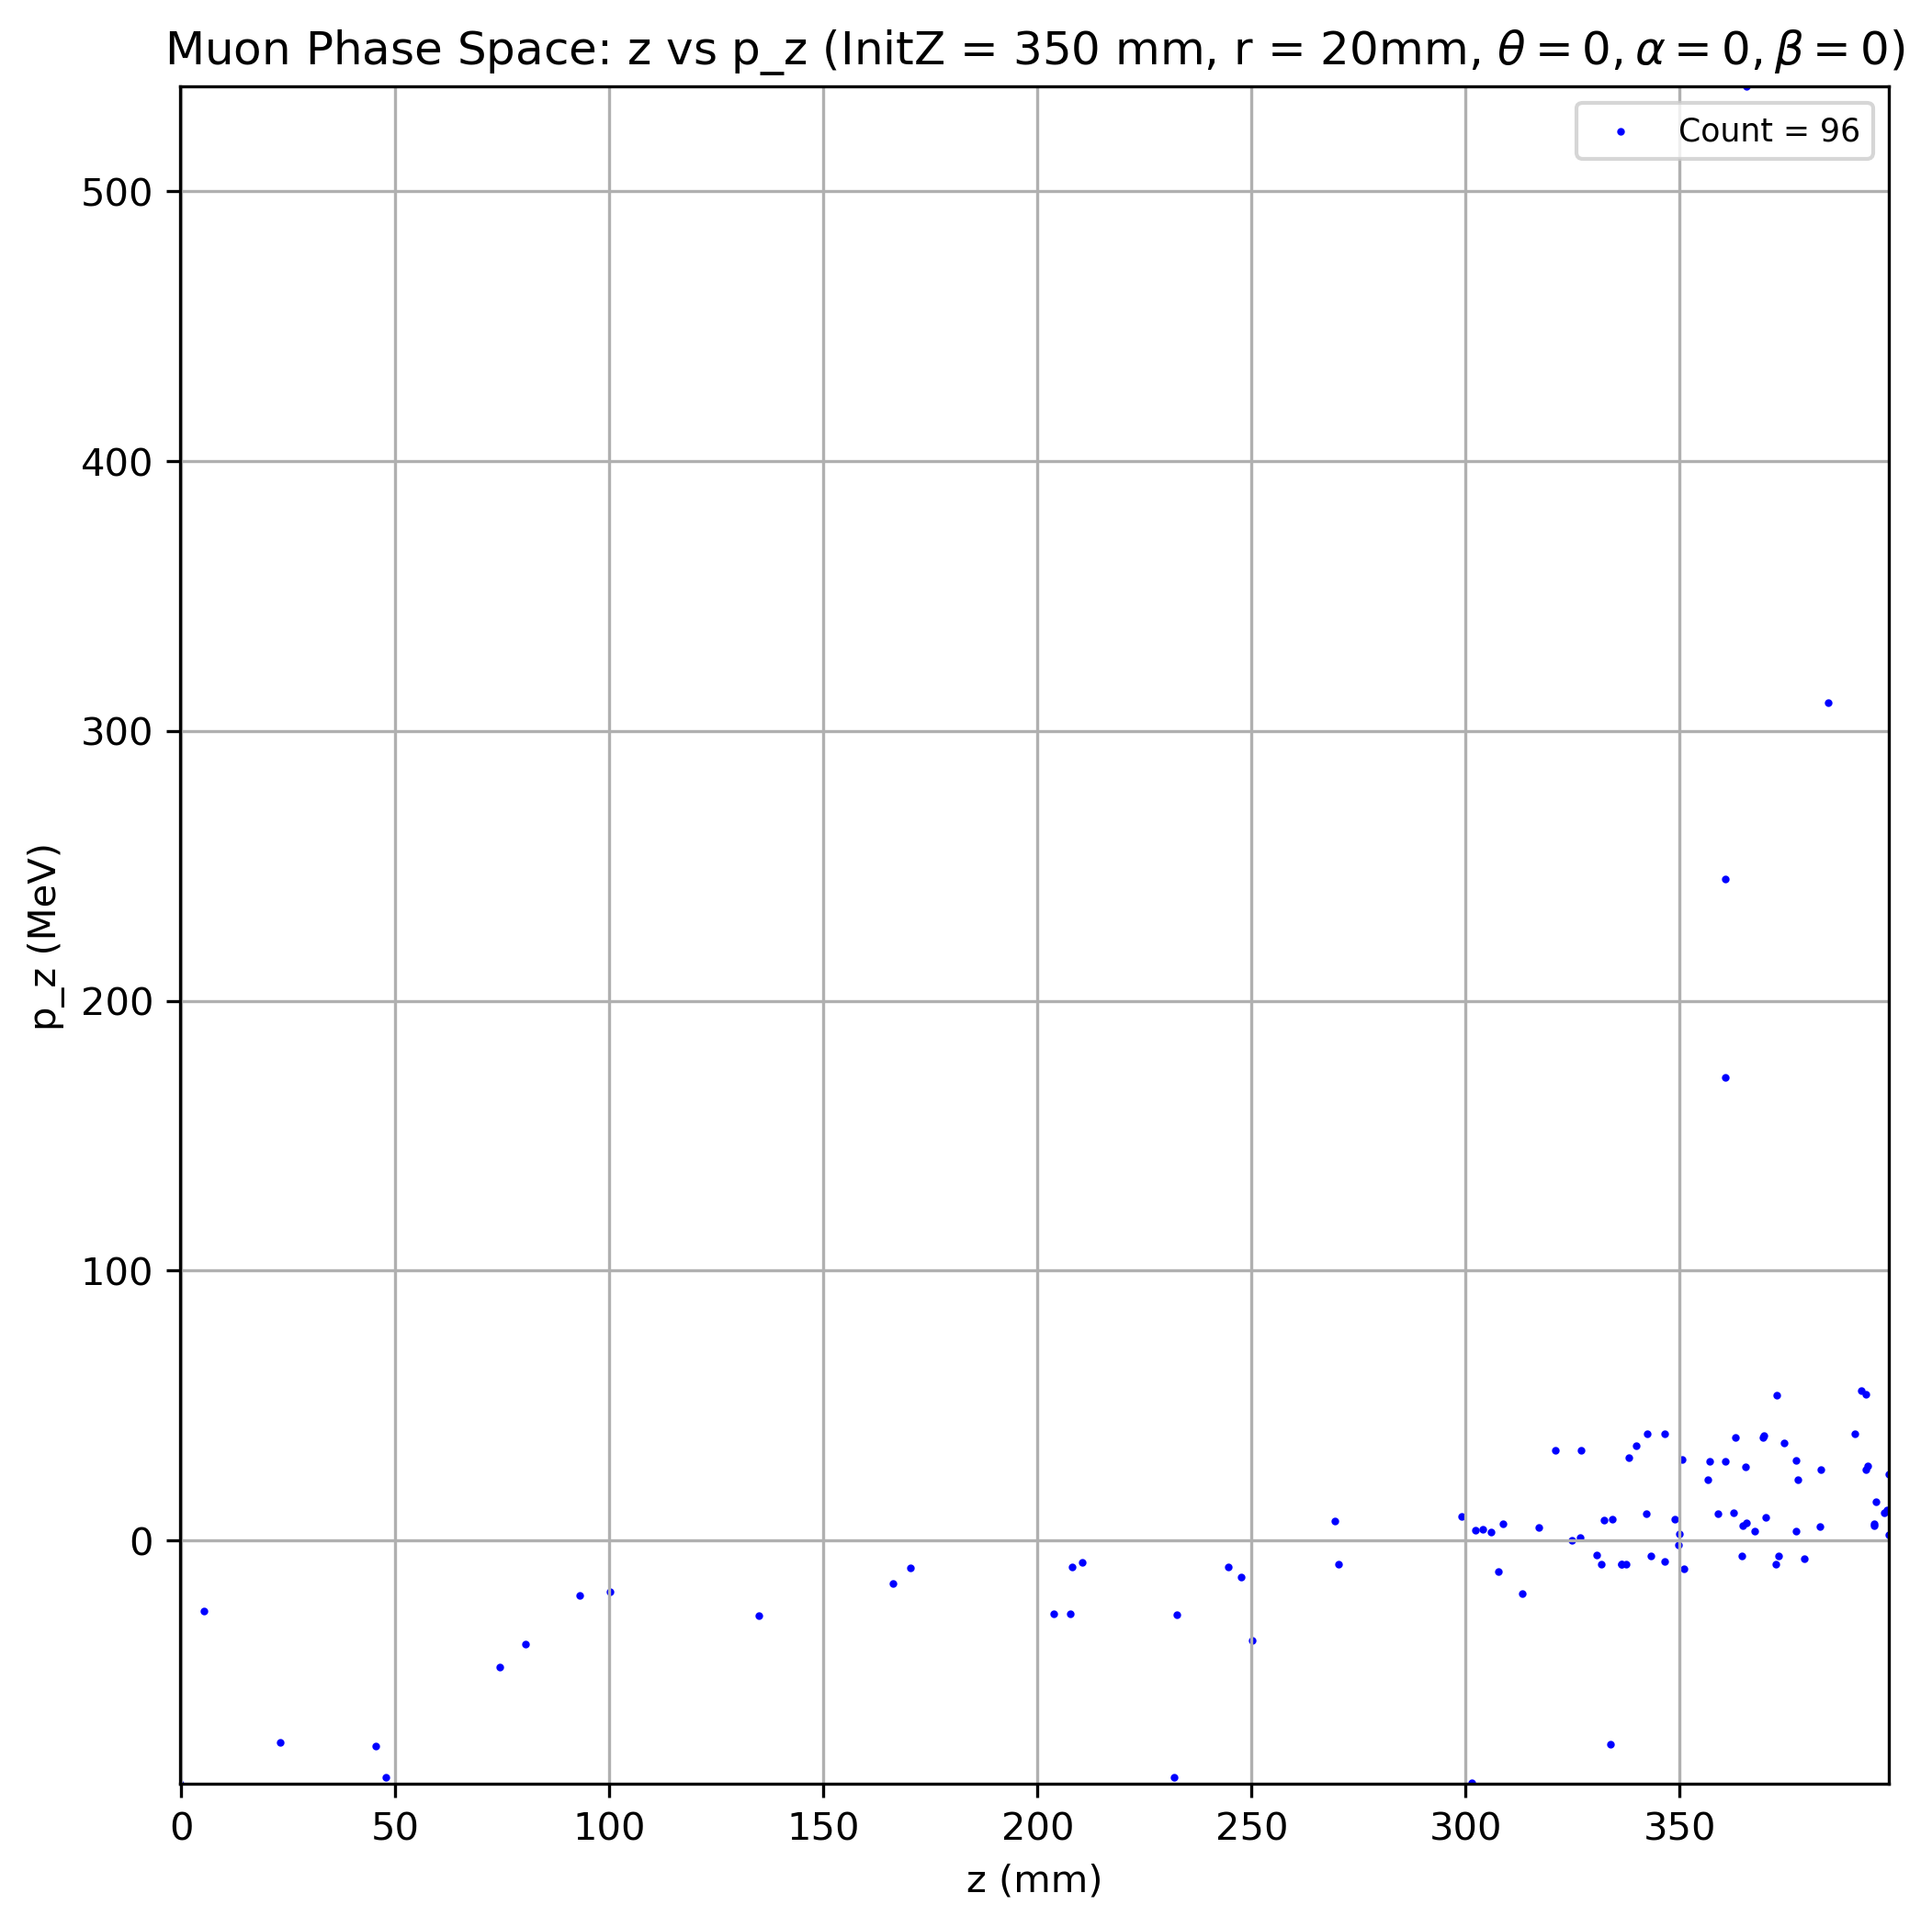 Muon Phase Space: z vs p_z (InitZ = 350 mm, r = 20mm, θ = 0, α = 0, β = 0)
Count = 96
500
400
300
200
100
0
p_z (MeV)
0 50 100 150 200 250 300 350
z (mm)